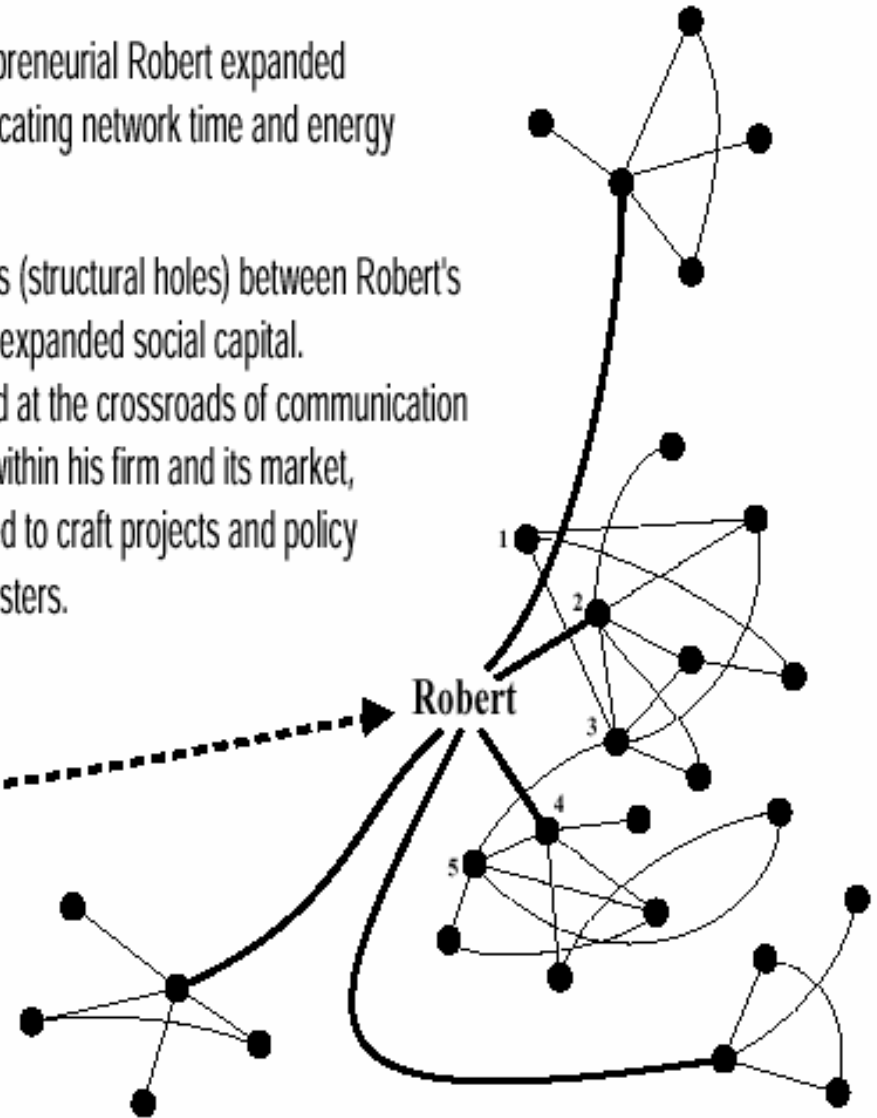 preneurial Robert expanded
cating network time and energy
s (structural holes) between Robert's
expanded social capital.
d at the crossroads of communication
within his firm and its market,
d to craft projects and policy
sters.
1
2
Robert
3
4
5